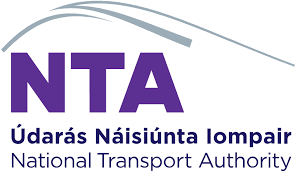 NTA
Údarás Náisiúnta Iompair
National Transport Authority